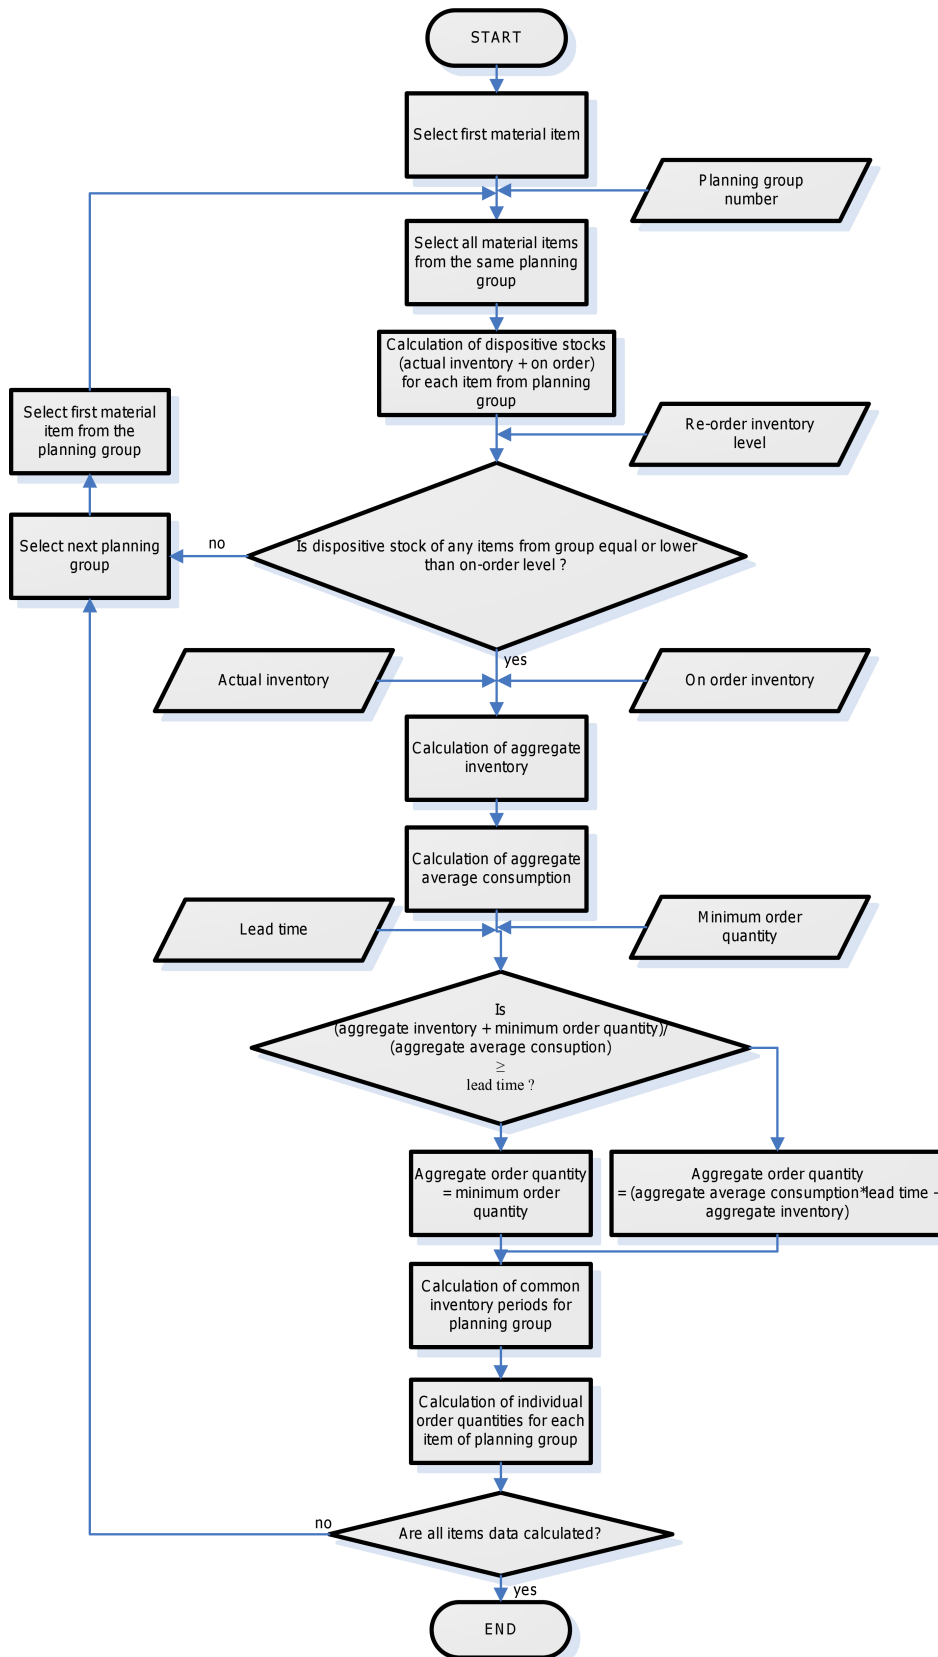 START
Select first material item
Planning group
number
Select all material items
from the same planning
group
Calculation of dispositive stocks
(actual inventory + on order)
for each item from planning
group
Select first material
item from the
planning group
Re-order inventory
level
Select next planning
group
no
Is dispositive stock of any items from group equal or lower
than on-order level ?
yes
Actual inventory
On order inventory
Calculation of aggregate
inventory
Calculation of aggregate
average consumption
Lead time
Minimum order
quantity
Is
(aggregate inventory + minimum order quantity)/
(aggregate average consuption)
≥
lead time ?
Aggregate order quantity
= minimum order
quantity
Aggregate order quantity
= (aggregate average consumption*lead time -
aggregate inventory)
Calculation of common
inventory periods for
planning group
Calculation of individual
order quantities for each
item of planning group
no
Are all items data calculated?
yes
END